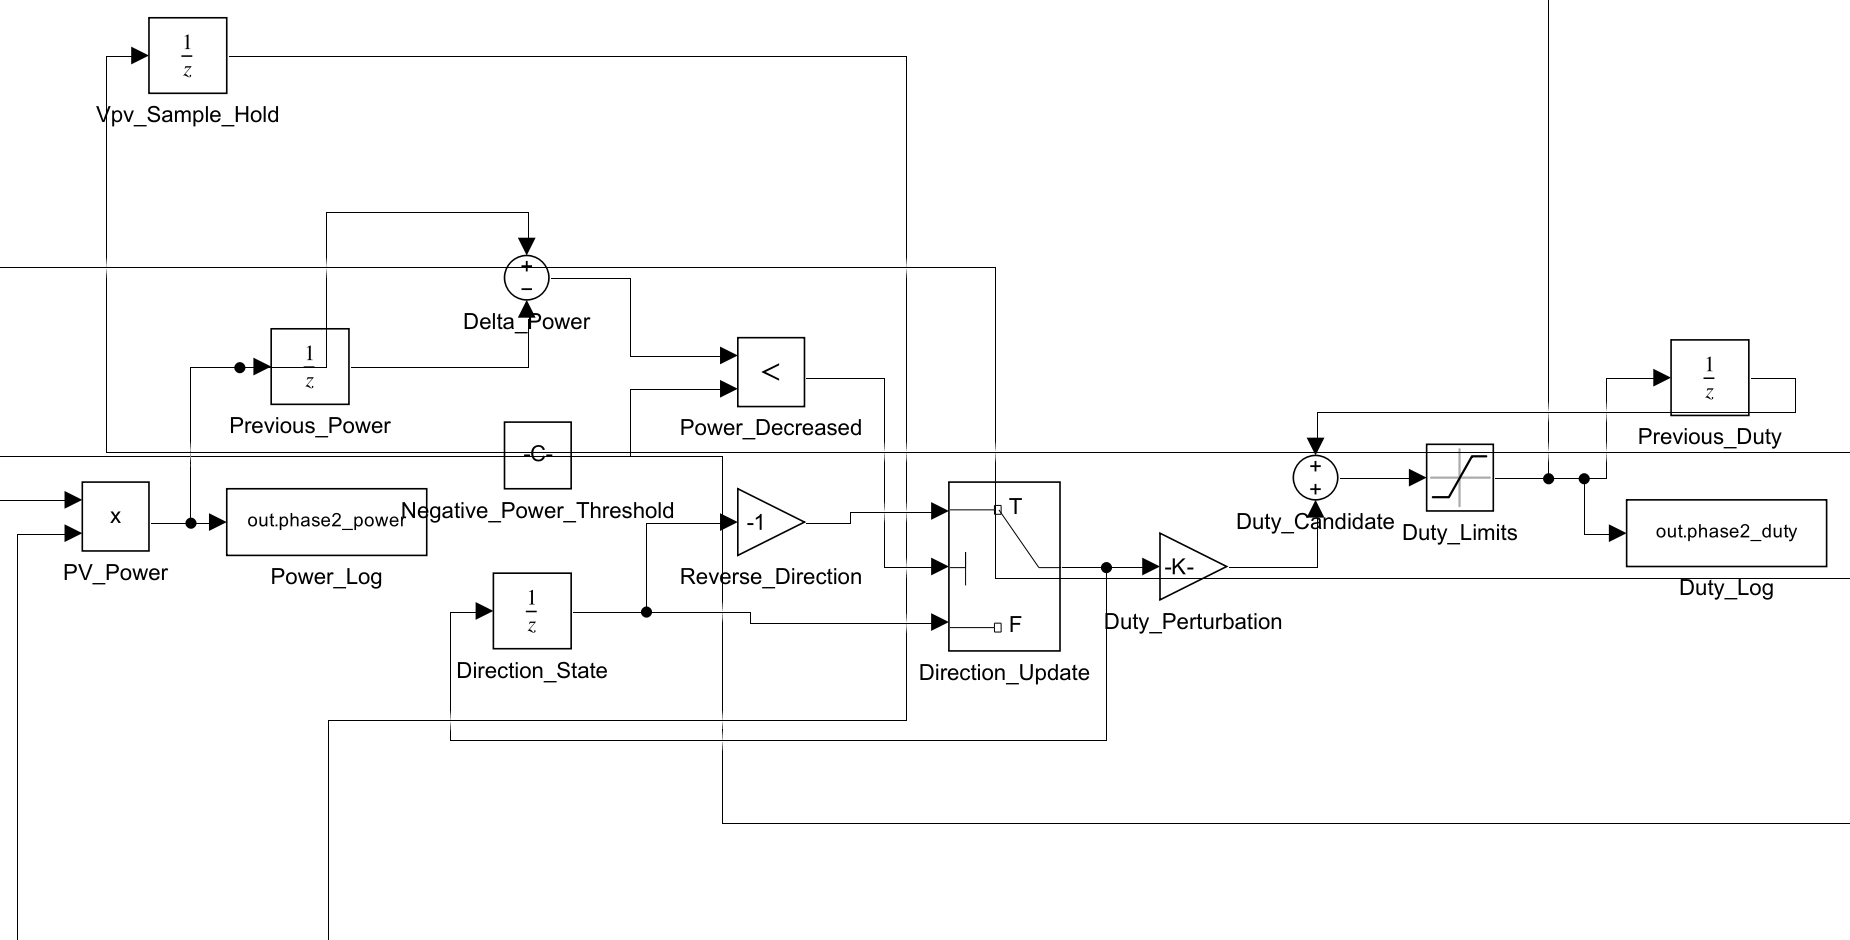 1
z
Vpv_Sample_Hold
+
−
Delta_Power
1
z
Previous_Power
<
Power_Decreased
1
z
Previous_Duty
-C-
Negative_Power_Threshold
x
PV_Power
out.phase2_power
Power_Log
-1
Reverse_Direction
1
z
Direction_State
T
F
Direction_Update
-K-
Duty_Perturbation
+
+
Duty_Candidate
Duty_Limits
out.phase2_duty
Duty_Log